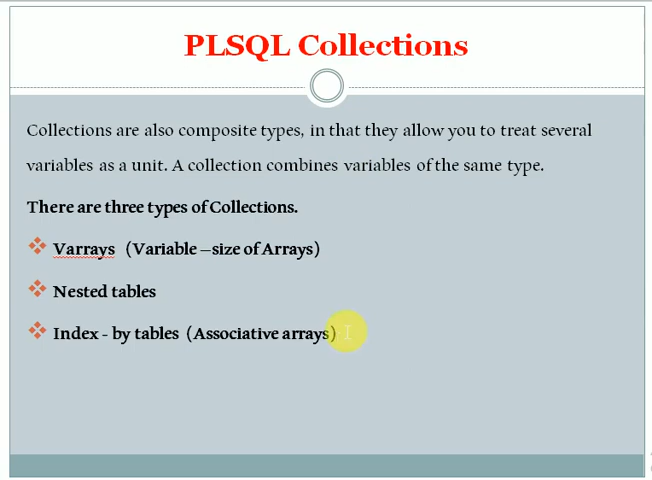 PLSQL Collections
Collections are also composite types, in that they allow you to treat several
variables as a unit. A collection combines variables of the same type.
There are three types of Collections.
Varrays (Variable –size of Arrays)
Nested tables
Index - by tables (Associative arrays)